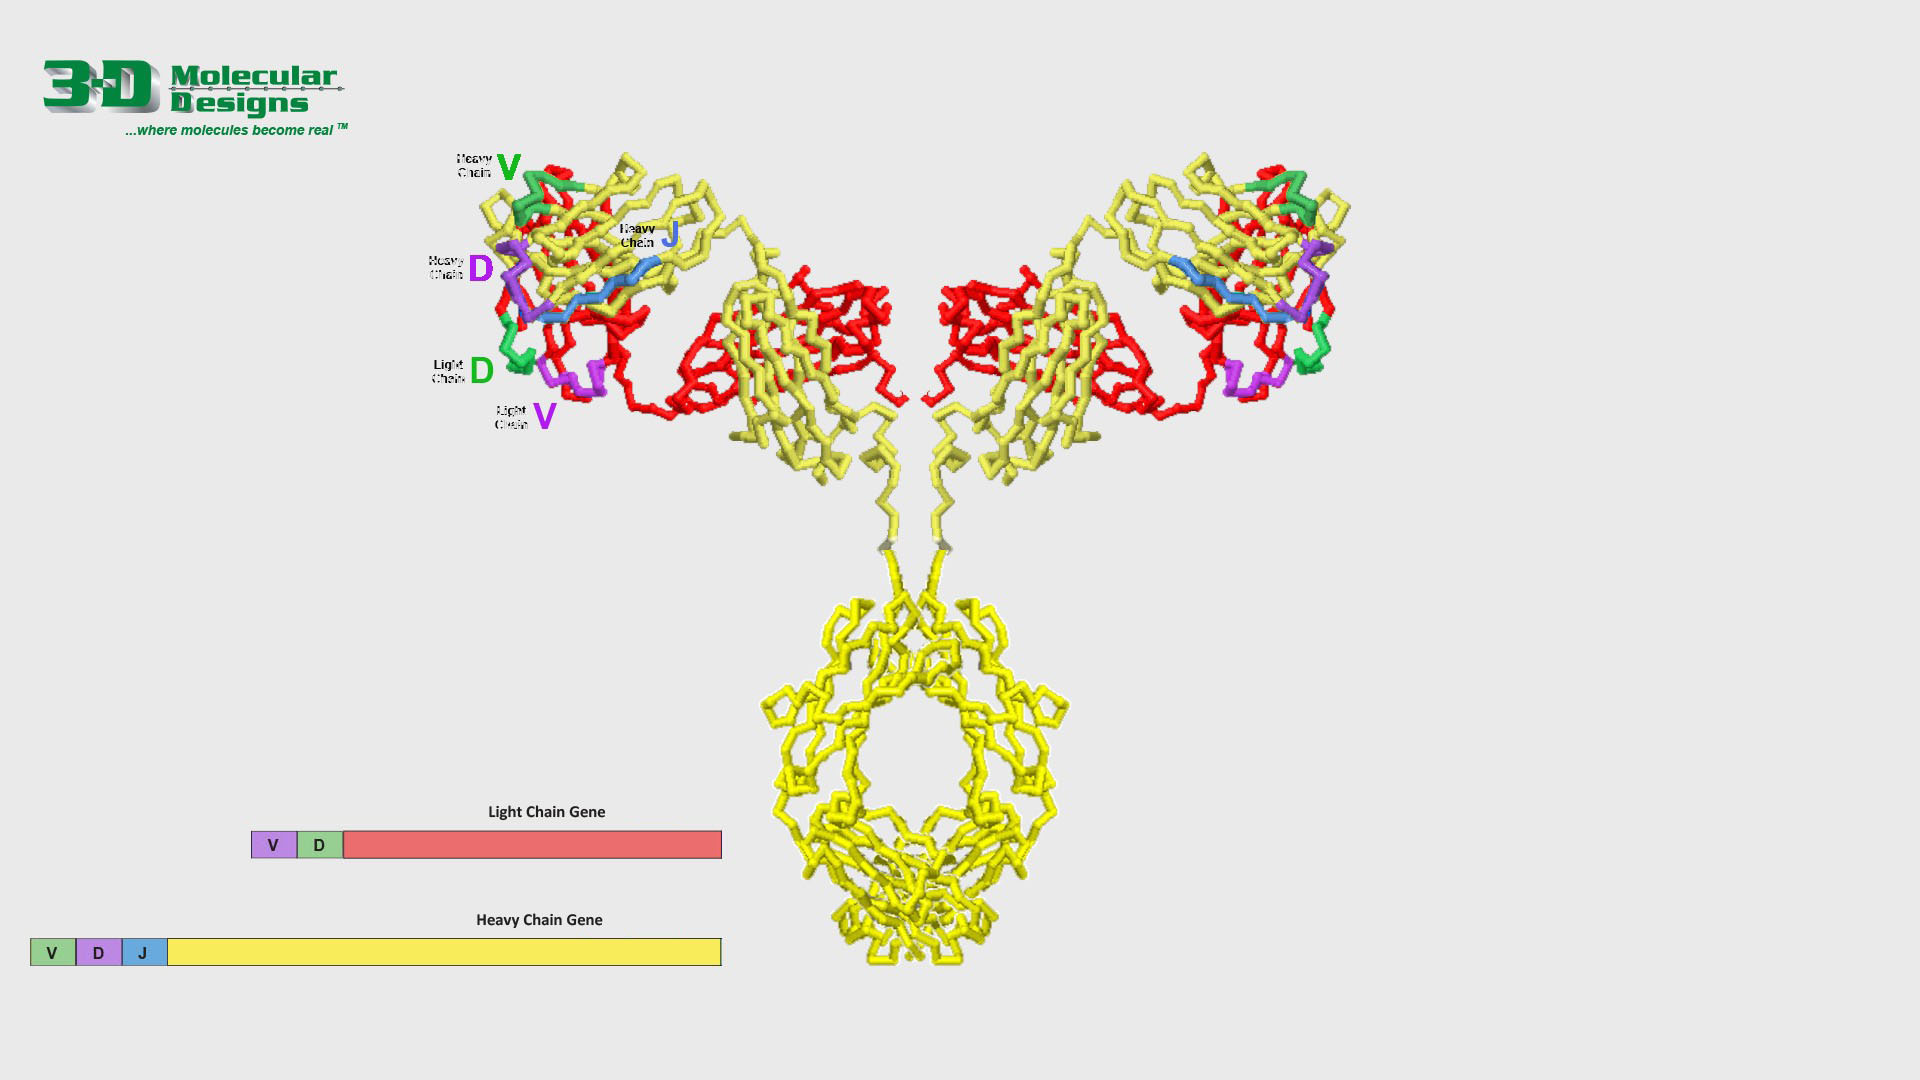 3-D Molecular
Designs
...where molecules become real ™
Heavy
Chain V
Heavy
Chain J
Heavy
Chain D
Light
Chain D
Light
Chain V
Light Chain Gene
V D
Heavy Chain Gene
V D J